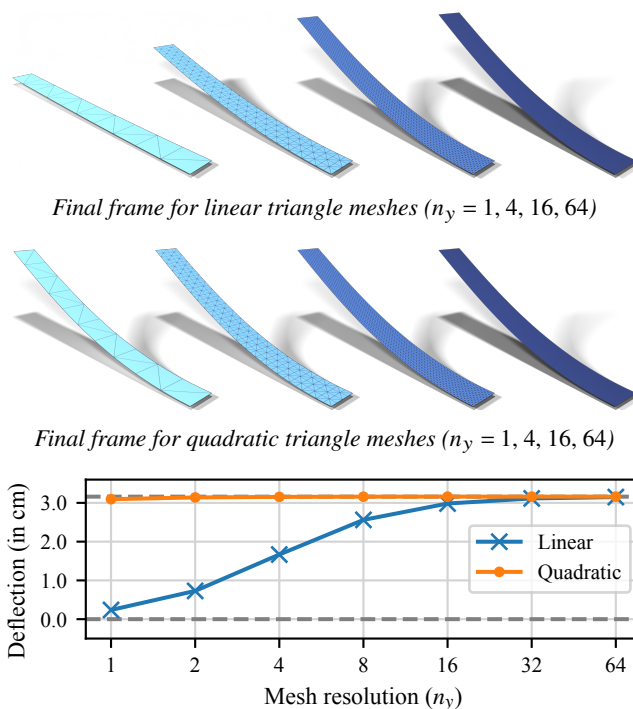 Final frame for linear triangle meshes (n_y = 1, 4, 16, 64)
Final frame for quadratic triangle meshes (n_y = 1, 4, 16, 64)
Deflection (in cm)
3.0
2.0
1.0
0.0
Linear
Quadratic
1 2 4 8 16 32 64
Mesh resolution (n_y)